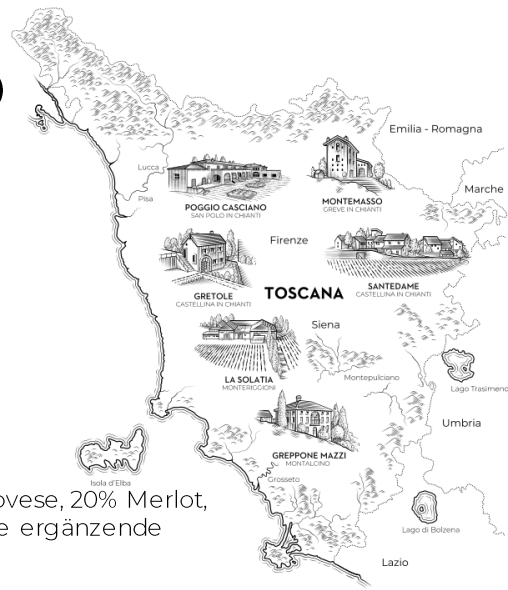 Emilia - Romagna
Lucca
Marche
Pisa
POGGIO CASCIANO
SAN POLO IN CHIANTI
MONTEMASSO
GREVE IN CHIANTI
Firenze
GRETOLE
CASTELLINA IN CHIANTI
TOSCANA
SANTEDAME
CASTELLINA IN CHIANTI
Siena
LA SOLATIA
MONTERIGGIONI
Montepulciano
Lago Trasimeno
Umbria
GREPPONE MAZZI
MONTALCINO
Grosseto
Isola d'Elba
20% Merlot,
ergänzende
Lago di Bolzena
Lazio